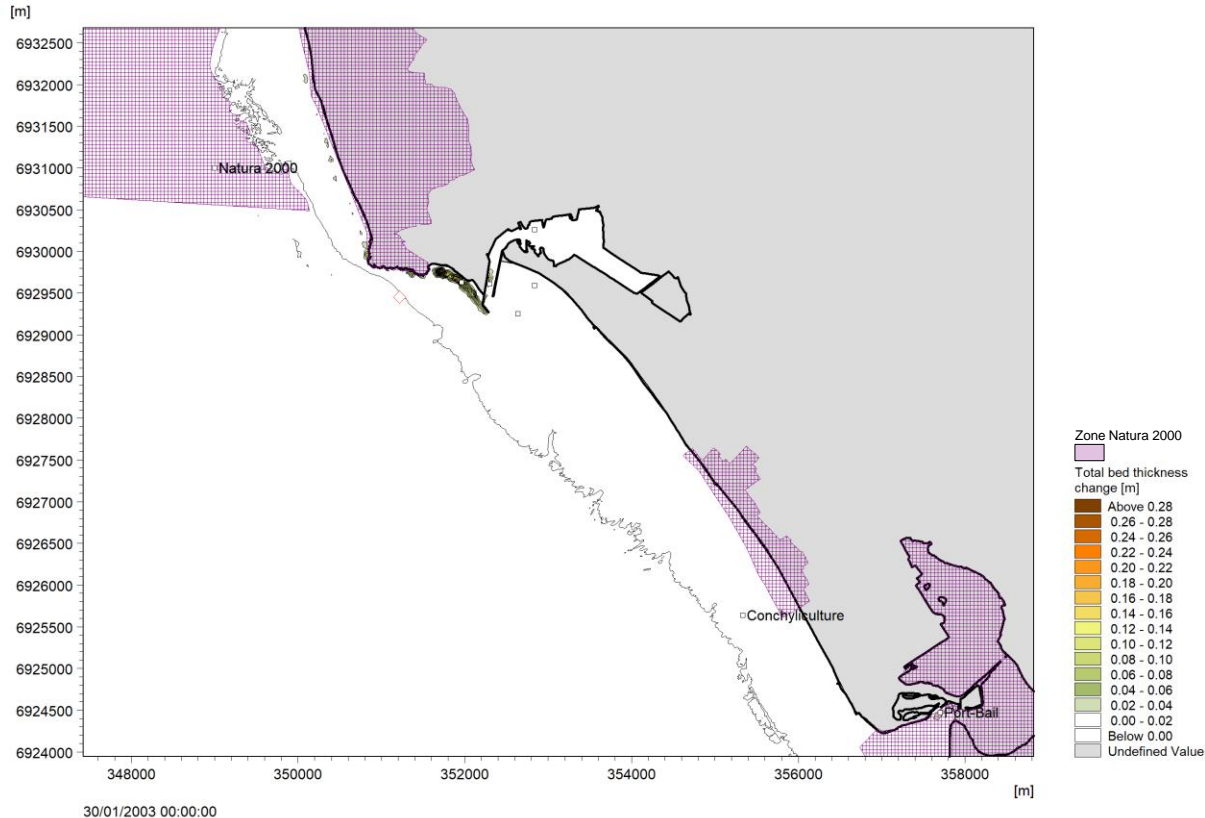 [m]
6932500
6932000
6931500
6931000
6930500
6930000
6929500
6929000
6928500
6928000
6927500
6927000
6926500
6926000
6925500
6925000
6924500
6924000
Natura 2000
Conchyliculture
Port-Bail
348000
350000
352000
354000
356000
358000
[m]
30/01/2003 00:00:00
Zone Natura 2000
Total bed thickness
change [m]
Above 0.28
0.26 - 0.28
0.24 - 0.26
0.22 - 0.24
0.20 - 0.22
0.18 - 0.20
0.16 - 0.18
0.14 - 0.16
0.12 - 0.14
0.10 - 0.12
0.08 - 0.10
0.06 - 0.08
0.04 - 0.06
0.02 - 0.04
0.00 - 0.02
Below 0.00
Undefined Value